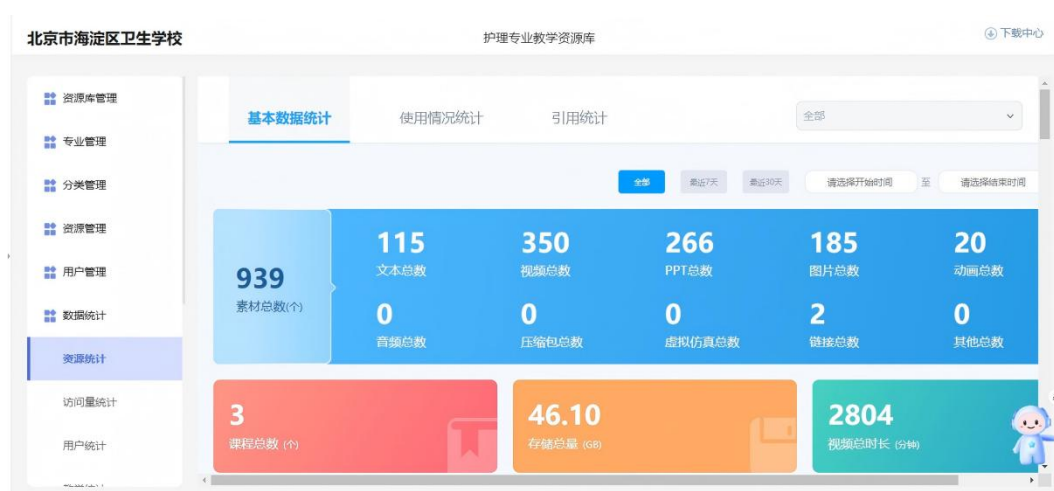 北京市海淀区卫生学校
护理专业教学资源库
下载中心
资源库管理
专业管理
分类管理
资源管理
用户管理
数据统计
资源统计
访问量统计
用户统计
基本数据统计
使用情况统计
引用统计
全部
全部
最近7天
最近30天
请选择开始时间
至
请选择结束时间
939
素材总数(个)
115
文本总数
350
视频总数
266
PPT总数
185
图片总数
20
动画总数
0
音频总数
0
压缩包总数
0
虚拟仿真总数
2
链接总数
0
其他总数
3
课程总数 (个)
46.10
存储总量 (GB)
2804
视频总时长 (分钟)